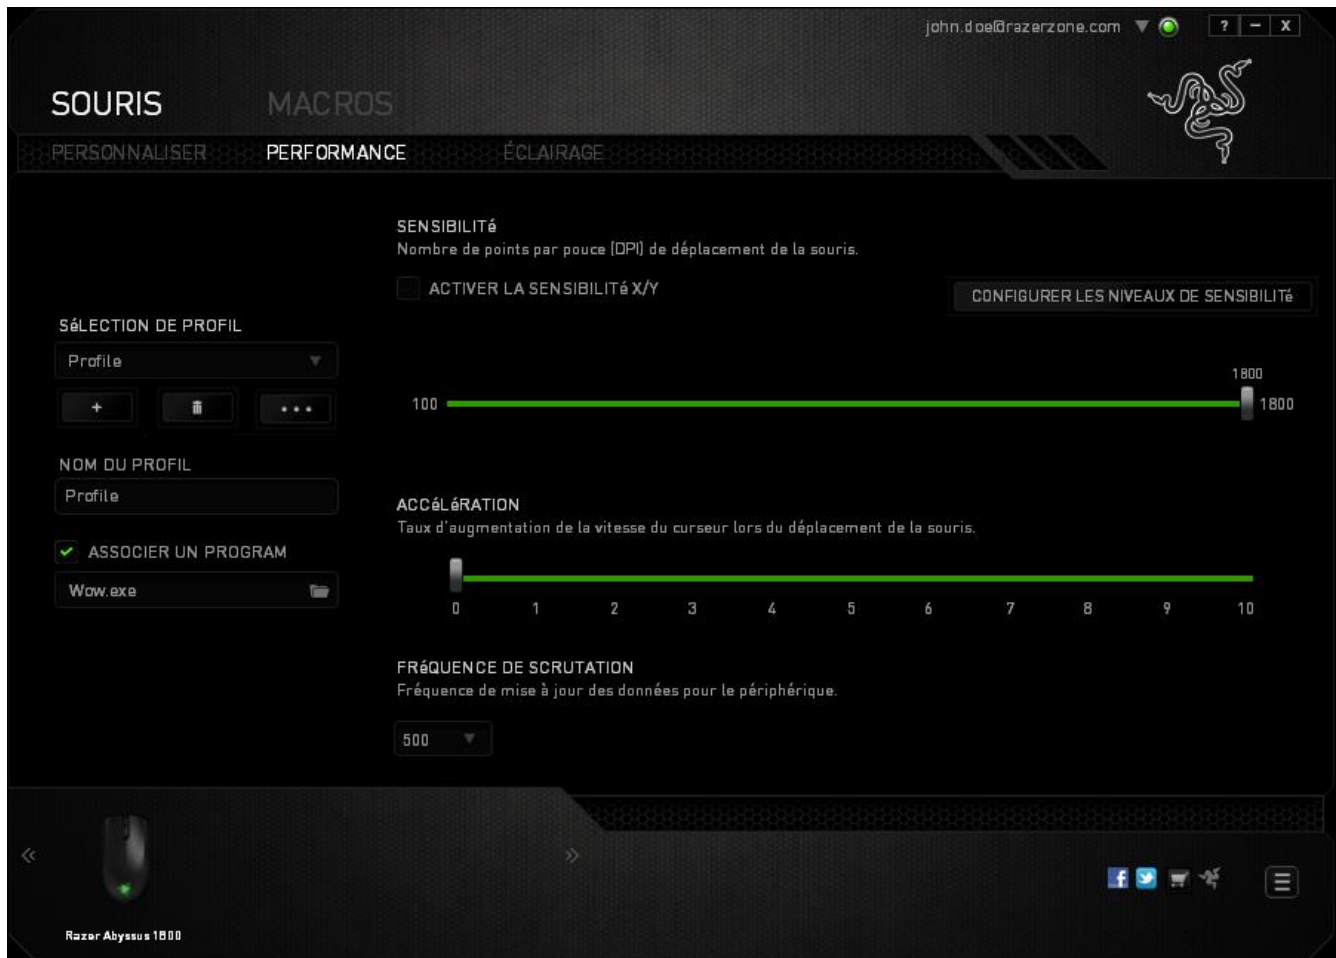 john.doe@razerzone.com
? – X
SOURIS MACROS
PERSONNALISER PERFORMANCE ÉCLAIRAGE
SENSIBILITé
Nombre de points par pouce (DPI) de déplacement de la souris.
ACTIVER LA SENSIBILITé X/Y
CONFIGURER LES NIVEAUX DE SENSIBILITé
SéLECTION DE PROFIL
Profile
+ •••
1800
100 1800
NOM DU PROFIL
Profile
ASSOCIER UN PROGRAM
Wow.exe
ACCéLéRATION
Taux d'augmentation de la vitesse du curseur lors du déplacement de la souris.
0 1 2 3 4 5 6 7 8 9 10
FRéQUENCE DE SCRUTATION
Fréquence de mise à jour des données pour le périphérique.
500
« »
f
Razer Abyssus 1800